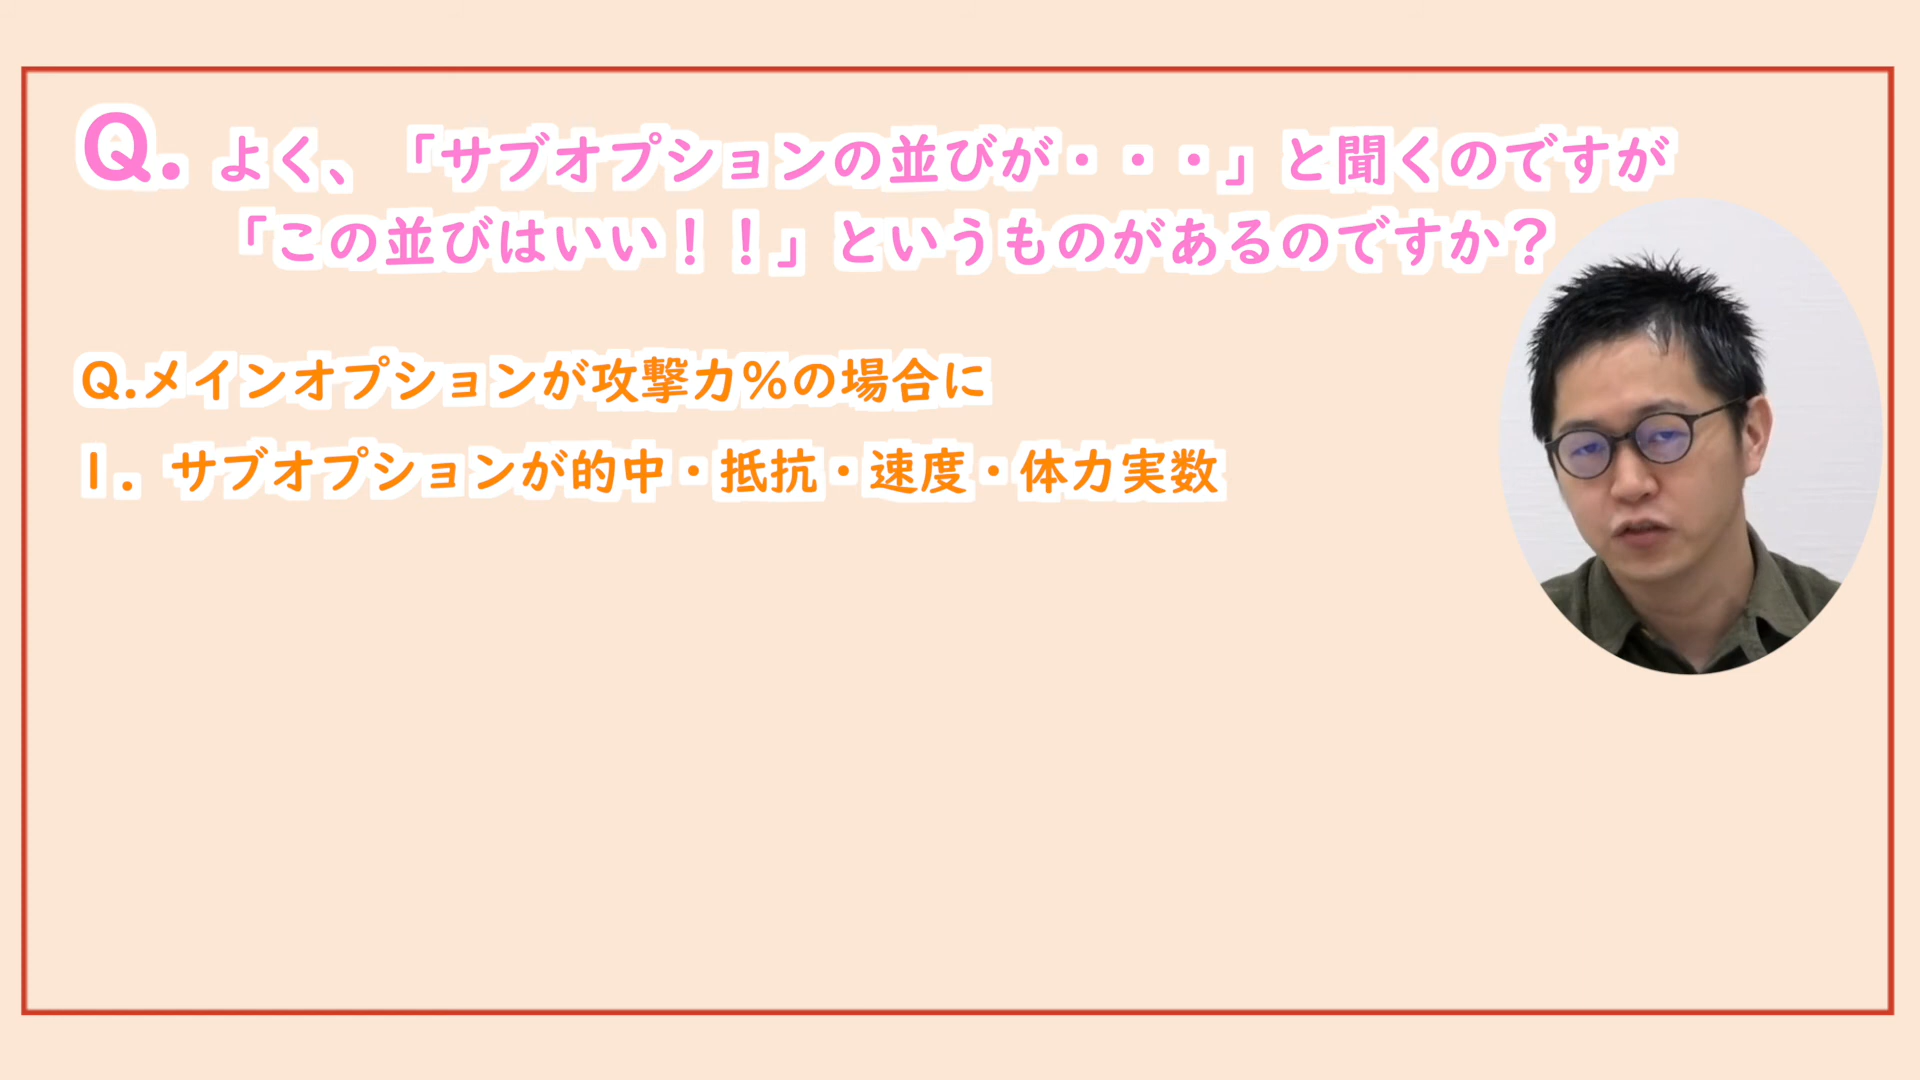 Q. よく、「サブオプションの並びが・・・」と聞くのですが
「この並びはいい！！」というものがあるのですか？
Q.メインオプションが攻撃力%の場合に
1．サブオプションが的中・抵抗・速度・体力実数